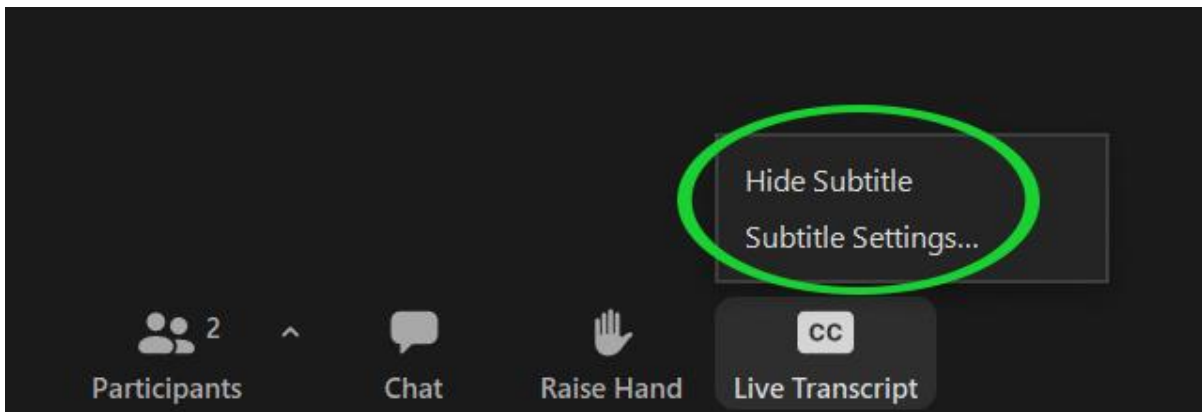 Hide Subtitle
Subtitle Settings...
2
CC
Participants
Chat
Raise Hand
Live Transcript